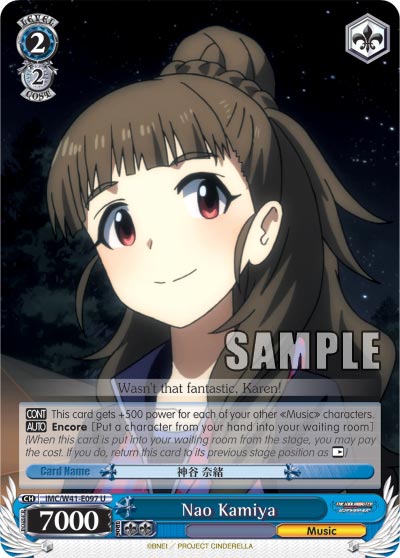 LEVEL
2
2
COST
SAMPLE
Wasn't that fantastic, Karen!
CONT This card gets +500 power for each of your other «Music» characters.
AUTO Encore [Put a character from your hand into your waiting room]
(When this card is put into your waiting room from the stage, you may pay
the cost. If you do, return this card to its previous stage position as
Card Name 神谷 奈緒
CH IMC/W41-E092 U
7000
Nao Kamiya
Music
©BNEI / PROJECT CINDERELLA